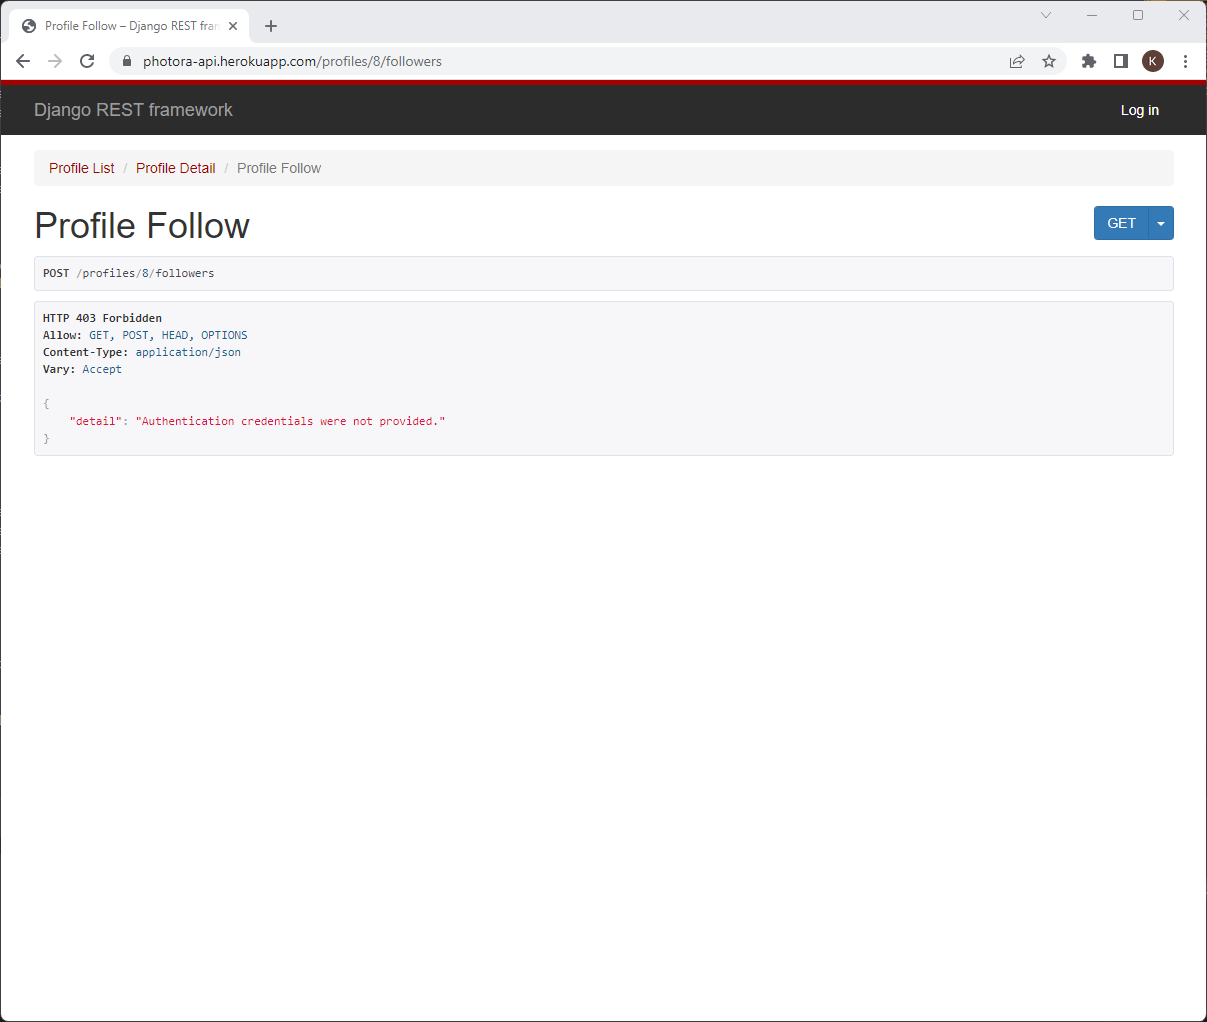 Profile Follow – Django REST fran
photora-api.herokuapp.com/profiles/8/followers
K
Django REST framework
Log in
Profile List / Profile Detail / Profile Follow
Profile Follow
GET
POST /profiles/8/followers
HTTP 403 Forbidden
Allow: GET, POST, HEAD, OPTIONS
Content-Type: application/json
Vary: Accept
{
"detail": "Authentication credentials were not provided."
}